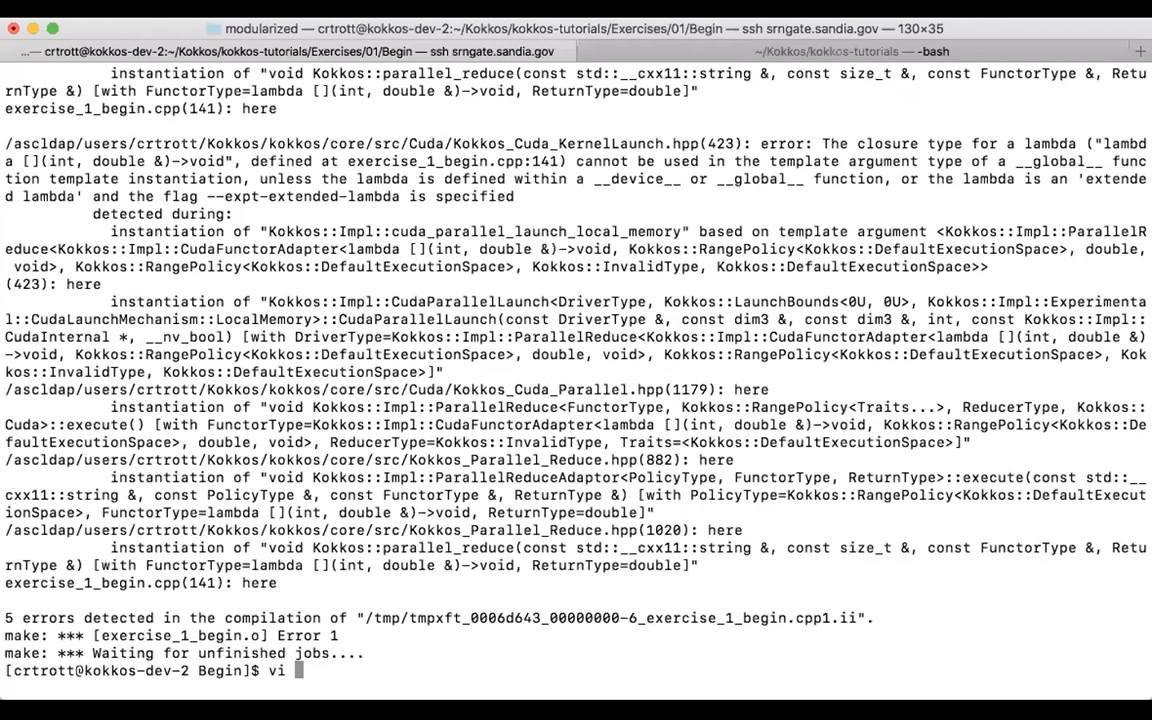 modularized — crtrott@kokkos-dev-2:~/Kokkos/kokkos-tutorials/Exercises/01/Begin — ssh srngate.sandia.gov — 130×35
...— crtrott@kokkos-dev-2:~/Kokkos/kokkos-tutorials/Exercises/01/Begin — ssh srngate.sandia.gov
~/Kokkos/kokkos-tutorials — -bash
+
instantiation of "void Kokkos::parallel_reduce(const std::__cxx11::string &, const size_t &, const FunctorType &, Retu
rnType &) [with FunctorType=lambda [](int, double &)->void, ReturnType=double]"
exercise_1_begin.cpp(141): here
/ascldap/users/crtrott/Kokkos/kokkos/core/src/Cuda/Kokkos_Cuda_KernelLaunch.hpp(423): error: The closure type for a lambda ("lambd
a [](int, double &)->void", defined at exercise_1_begin.cpp:141) cannot be used in the template argument type of a __global__ func
tion template instantiation, unless the lambda is defined within a __device__ or __global__ function, or the lambda is an 'extende
d lambda' and the flag --expt-extended-lambda is specified
detected during:
instantiation of "Kokkos::Impl::cuda_parallel_launch_local_memory" based on template argument <Kokkos::Impl::ParallelR
educe<Kokkos::Impl::CudaFunctorAdapter<lambda [](int, double &)->void, Kokkos::RangePolicy<Kokkos::DefaultExecutionSpace>, double,
void>, Kokkos::RangePolicy<Kokkos::DefaultExecutionSpace>, Kokkos::InvalidType, Kokkos::DefaultExecutionSpace>>
(423): here
instantiation of "Kokkos::Impl::CudaParallelLaunch<DriverType, Kokkos::LaunchBounds<0U, 0U>, Kokkos::Impl::Experimenta
l::CudaLaunchMechanism::LocalMemory>::CudaParallelLaunch(const DriverType &, const dim3 &, const dim3 &, int, const Kokkos::Impl::
CudaInternal *, __nv_bool) [with DriverType=Kokkos::Impl::ParallelReduce<Kokkos::Impl::CudaFunctorAdapter<lambda [](int, double &)
->void, Kokkos::RangePolicy<Kokkos::DefaultExecutionSpace>, double, void>, Kokkos::RangePolicy<Kokkos::DefaultExecutionSpace>, Kok
kos::InvalidType, Kokkos::DefaultExecutionSpace>]"
/ascldap/users/crtrott/Kokkos/kokkos/core/src/Cuda/Kokkos_Cuda_Parallel.hpp(1179): here
instantiation of "void Kokkos::Impl::ParallelReduce<FunctorType, Kokkos::RangePolicy<Traits...>, ReducerType, Kokkos::
Cuda>::execute() [with FunctorType=Kokkos::Impl::CudaFunctorAdapter<lambda [](int, double &)->void, Kokkos::RangePolicy<Kokkos::De
faultExecutionSpace>, double, void>, ReducerType=Kokkos::InvalidType, Traits=<Kokkos::DefaultExecutionSpace>]"
/ascldap/users/crtrott/Kokkos/kokkos/core/src/Kokkos_Parallel_Reduce.hpp(882): here
instantiation of "void Kokkos::Impl::ParallelReduceAdaptor<PolicyType, FunctorType, ReturnType>::execute(const std::__
cxx11::string &, const PolicyType &, const FunctorType &, ReturnType &) [with PolicyType=Kokkos::RangePolicy<Kokkos::DefaultExecut
ionSpace>, FunctorType=lambda [](int, double &)->void, ReturnType=double]"
/ascldap/users/crtrott/Kokkos/kokkos/core/src/Kokkos_Parallel_Reduce.hpp(1020): here
instantiation of "void Kokkos::parallel_reduce(const std::__cxx11::string &, const size_t &, const FunctorType &, Retu
rnType &) [with FunctorType=lambda [](int, double &)->void, ReturnType=double]"
exercise_1_begin.cpp(141): here
5 errors detected in the compilation of "/tmp/tmpxft_0006d643_00000000-6_exercise_1_begin.cpp1.ii".
make: *** [exercise_1_begin.o] Error 1
make: *** Waiting for unfinished jobs....
[crtrott@kokkos-dev-2 Begin]$ vi